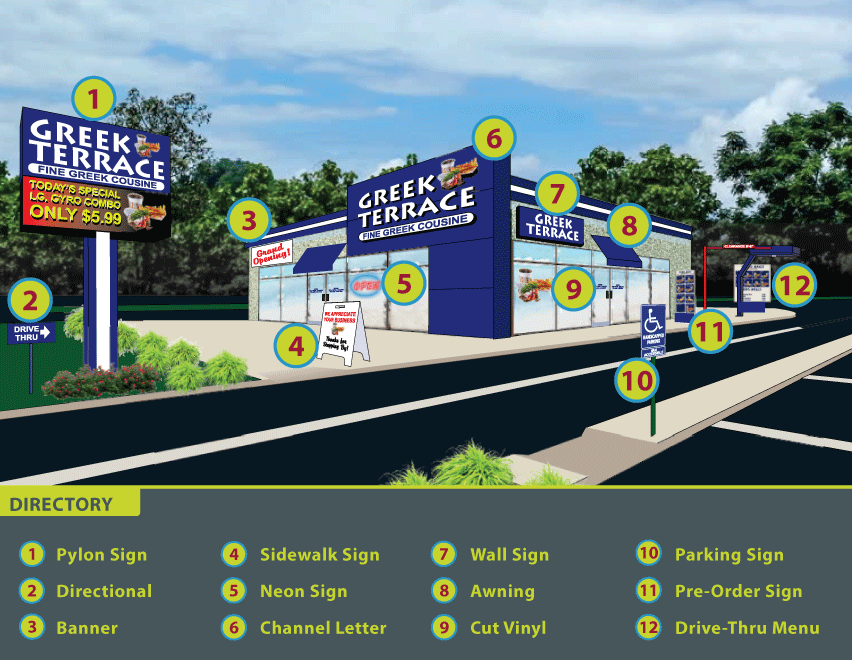 1
GREEK
TERRACE
FINE GREEK COUSINE
TODAY'S SPECIAL
LG. GYRO COMBO
ONLY $5.99
2
DRIVE
THRU
3
Grand
Opening!
4
WE APPRECIATE
YOUR BUSINESS
Thanks for
Stopping By!
5
OPEN
6
GREEK
TERRACE
FINE GREEK COUSINE
7
GREEK
TERRACE
8
9
10
HANDICAPPED
PARKING
11
CLEARANCE
12
DIRECTORY
1 Pylon Sign
2 Directional
3 Banner
4 Sidewalk Sign
5 Neon Sign
6 Channel Letter
7 Wall Sign
8 Awning
9 Cut Vinyl
10 Parking Sign
11 Pre-Order Sign
12 Drive-Thru Menu